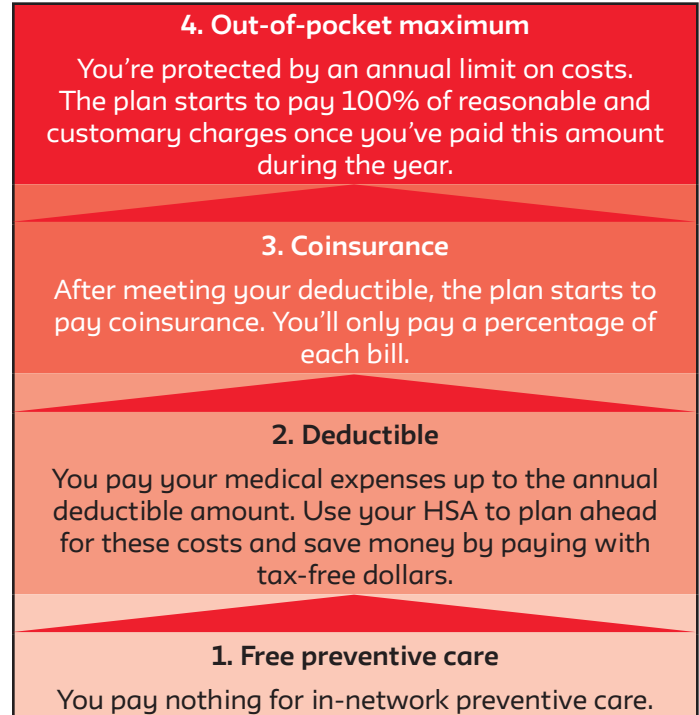 4. Out-of-pocket maximum
You’re protected by an annual limit on costs.
The plan starts to pay 100% of reasonable and
customary charges once you’ve paid this amount
during the year.
3. Coinsurance
After meeting your deductible, the plan starts to
pay coinsurance. You’ll only pay a percentage of
each bill.
2. Deductible
You pay your medical expenses up to the annual
deductible amount. Use your HSA to plan ahead
for these costs and save money by paying with
tax-free dollars.
1. Free preventive care
You pay nothing for in-network preventive care.